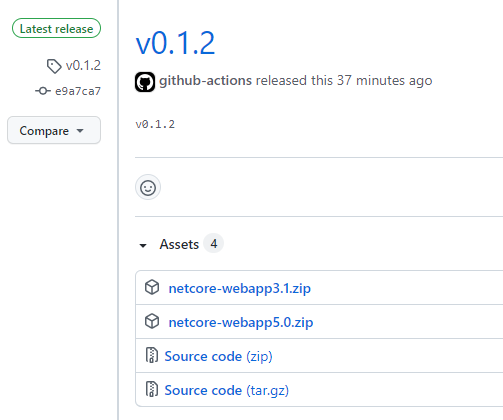 Latest release
v0.1.2
e9a7ca7
Compare
v0.1.2
github-actions released this 37 minutes ago
v0.1.2
Assets 4
netcore-webapp3.1.zip
netcore-webapp5.0.zip
Source code (zip)
Source code (tar.gz)